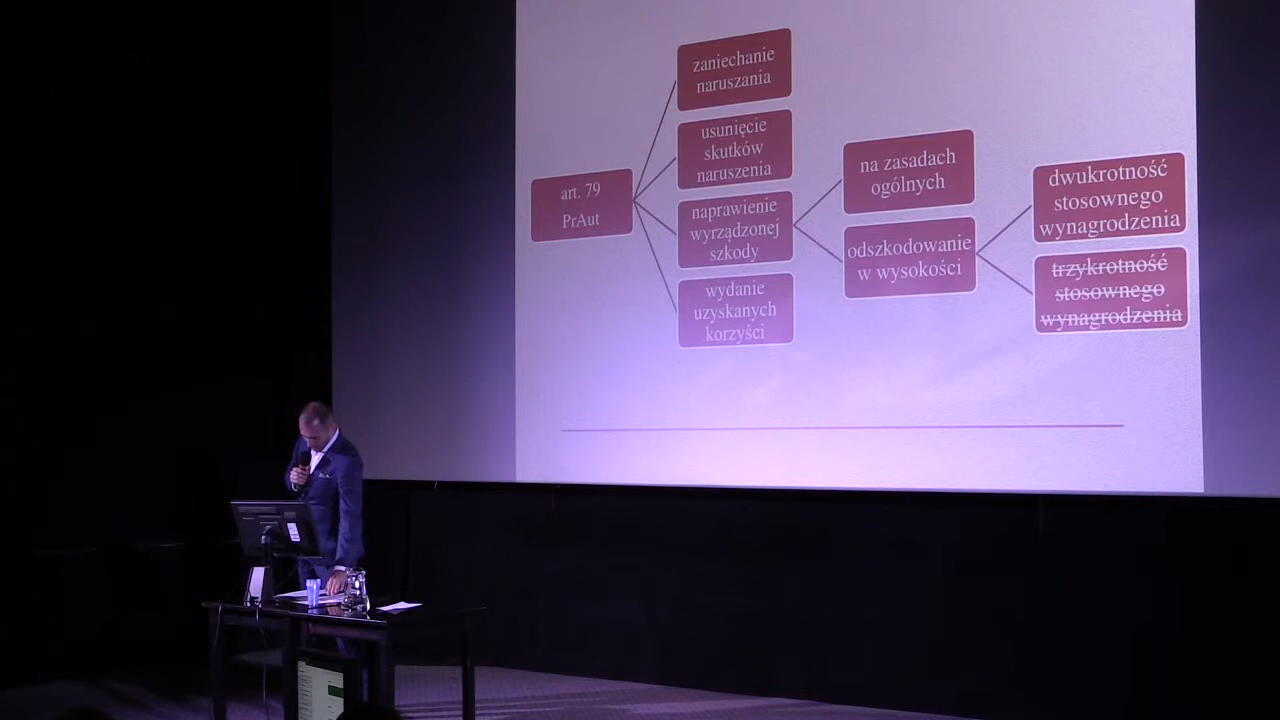 art. 79
PrAut
zaniechanie
naruszania
usunięcie
skutków
naruszenia
naprawienie
wyrządzonej
szkody
wydanie
uzyskanych
korzyści
na zasadach
ogólnych
odszkodowanie
w wysokości
dwukrotność
stosownego
wynagrodzenia
trzykrotność
stosownego
wynagrodzenia